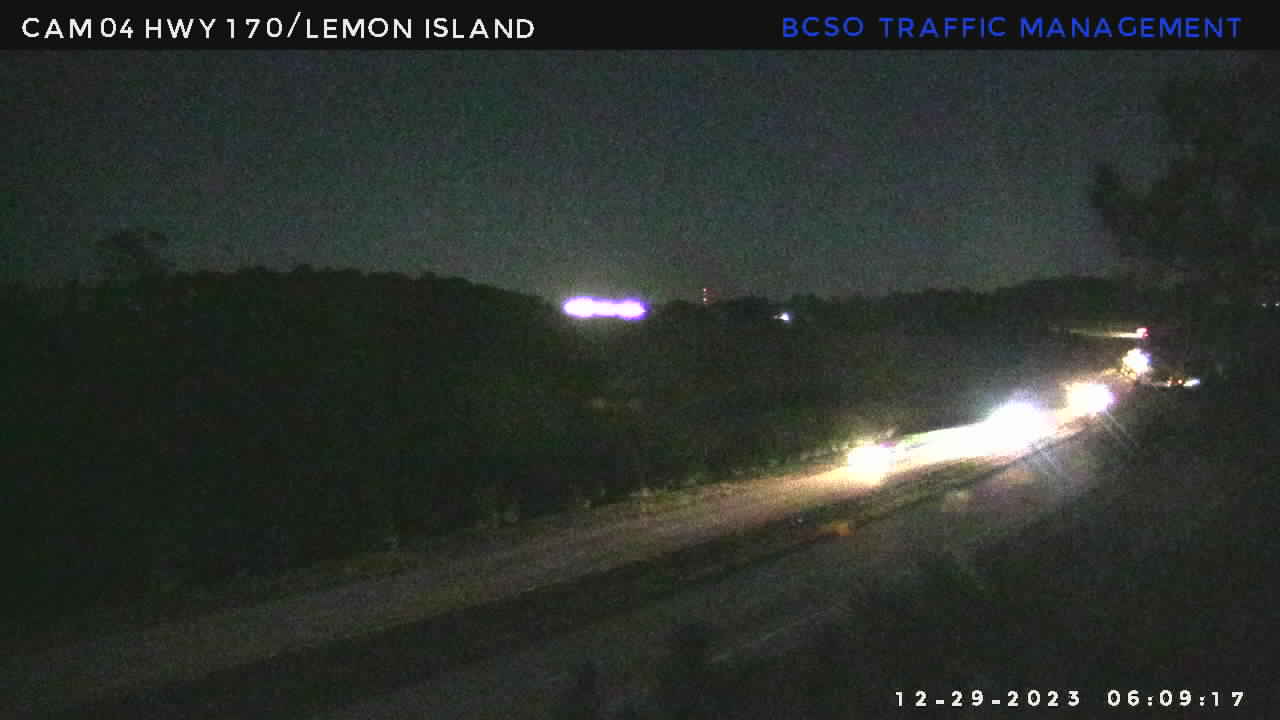 CAM04 HWY 170/LEMON ISLAND
BCSO TRAFFIC MANAGEMENT
12-29-2023 06:09:17